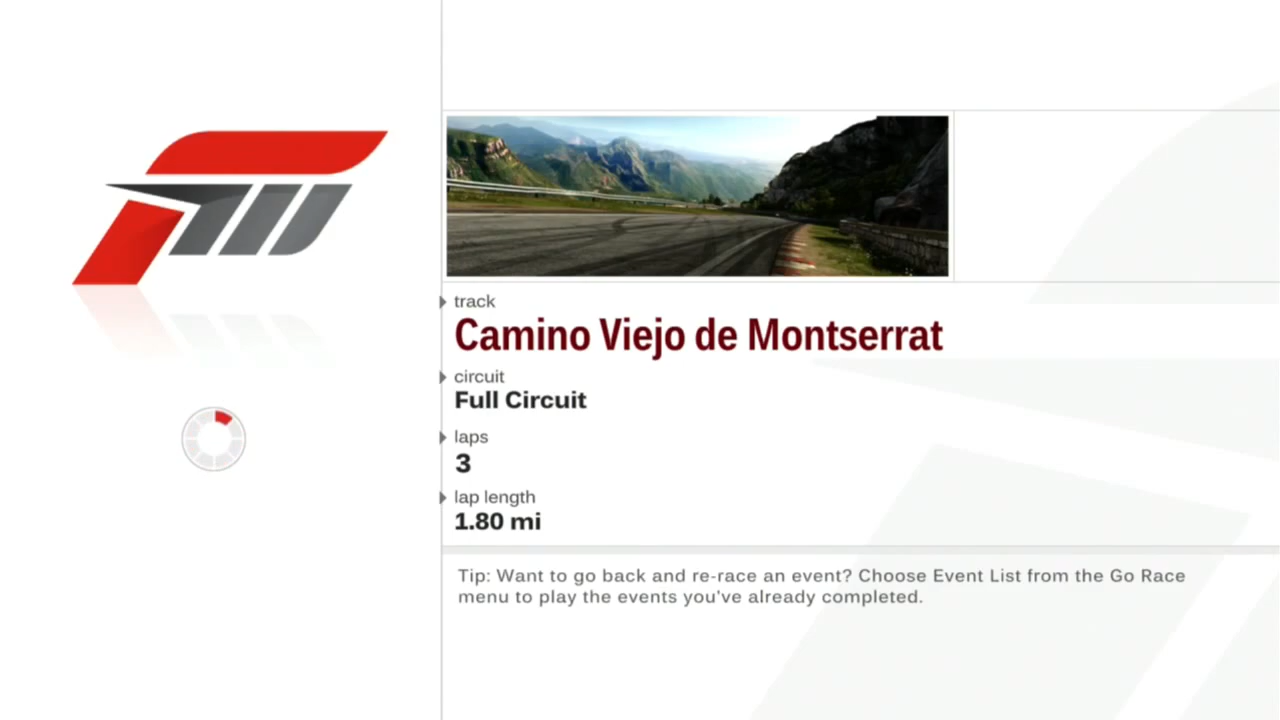 track
Camino Viejo de Montserrat
circuit
Full Circuit
laps
3
lap length
1.80 mi
Tip: Want to go back and re-race an event? Choose Event List from the Go Race
menu to play the events you've already completed.